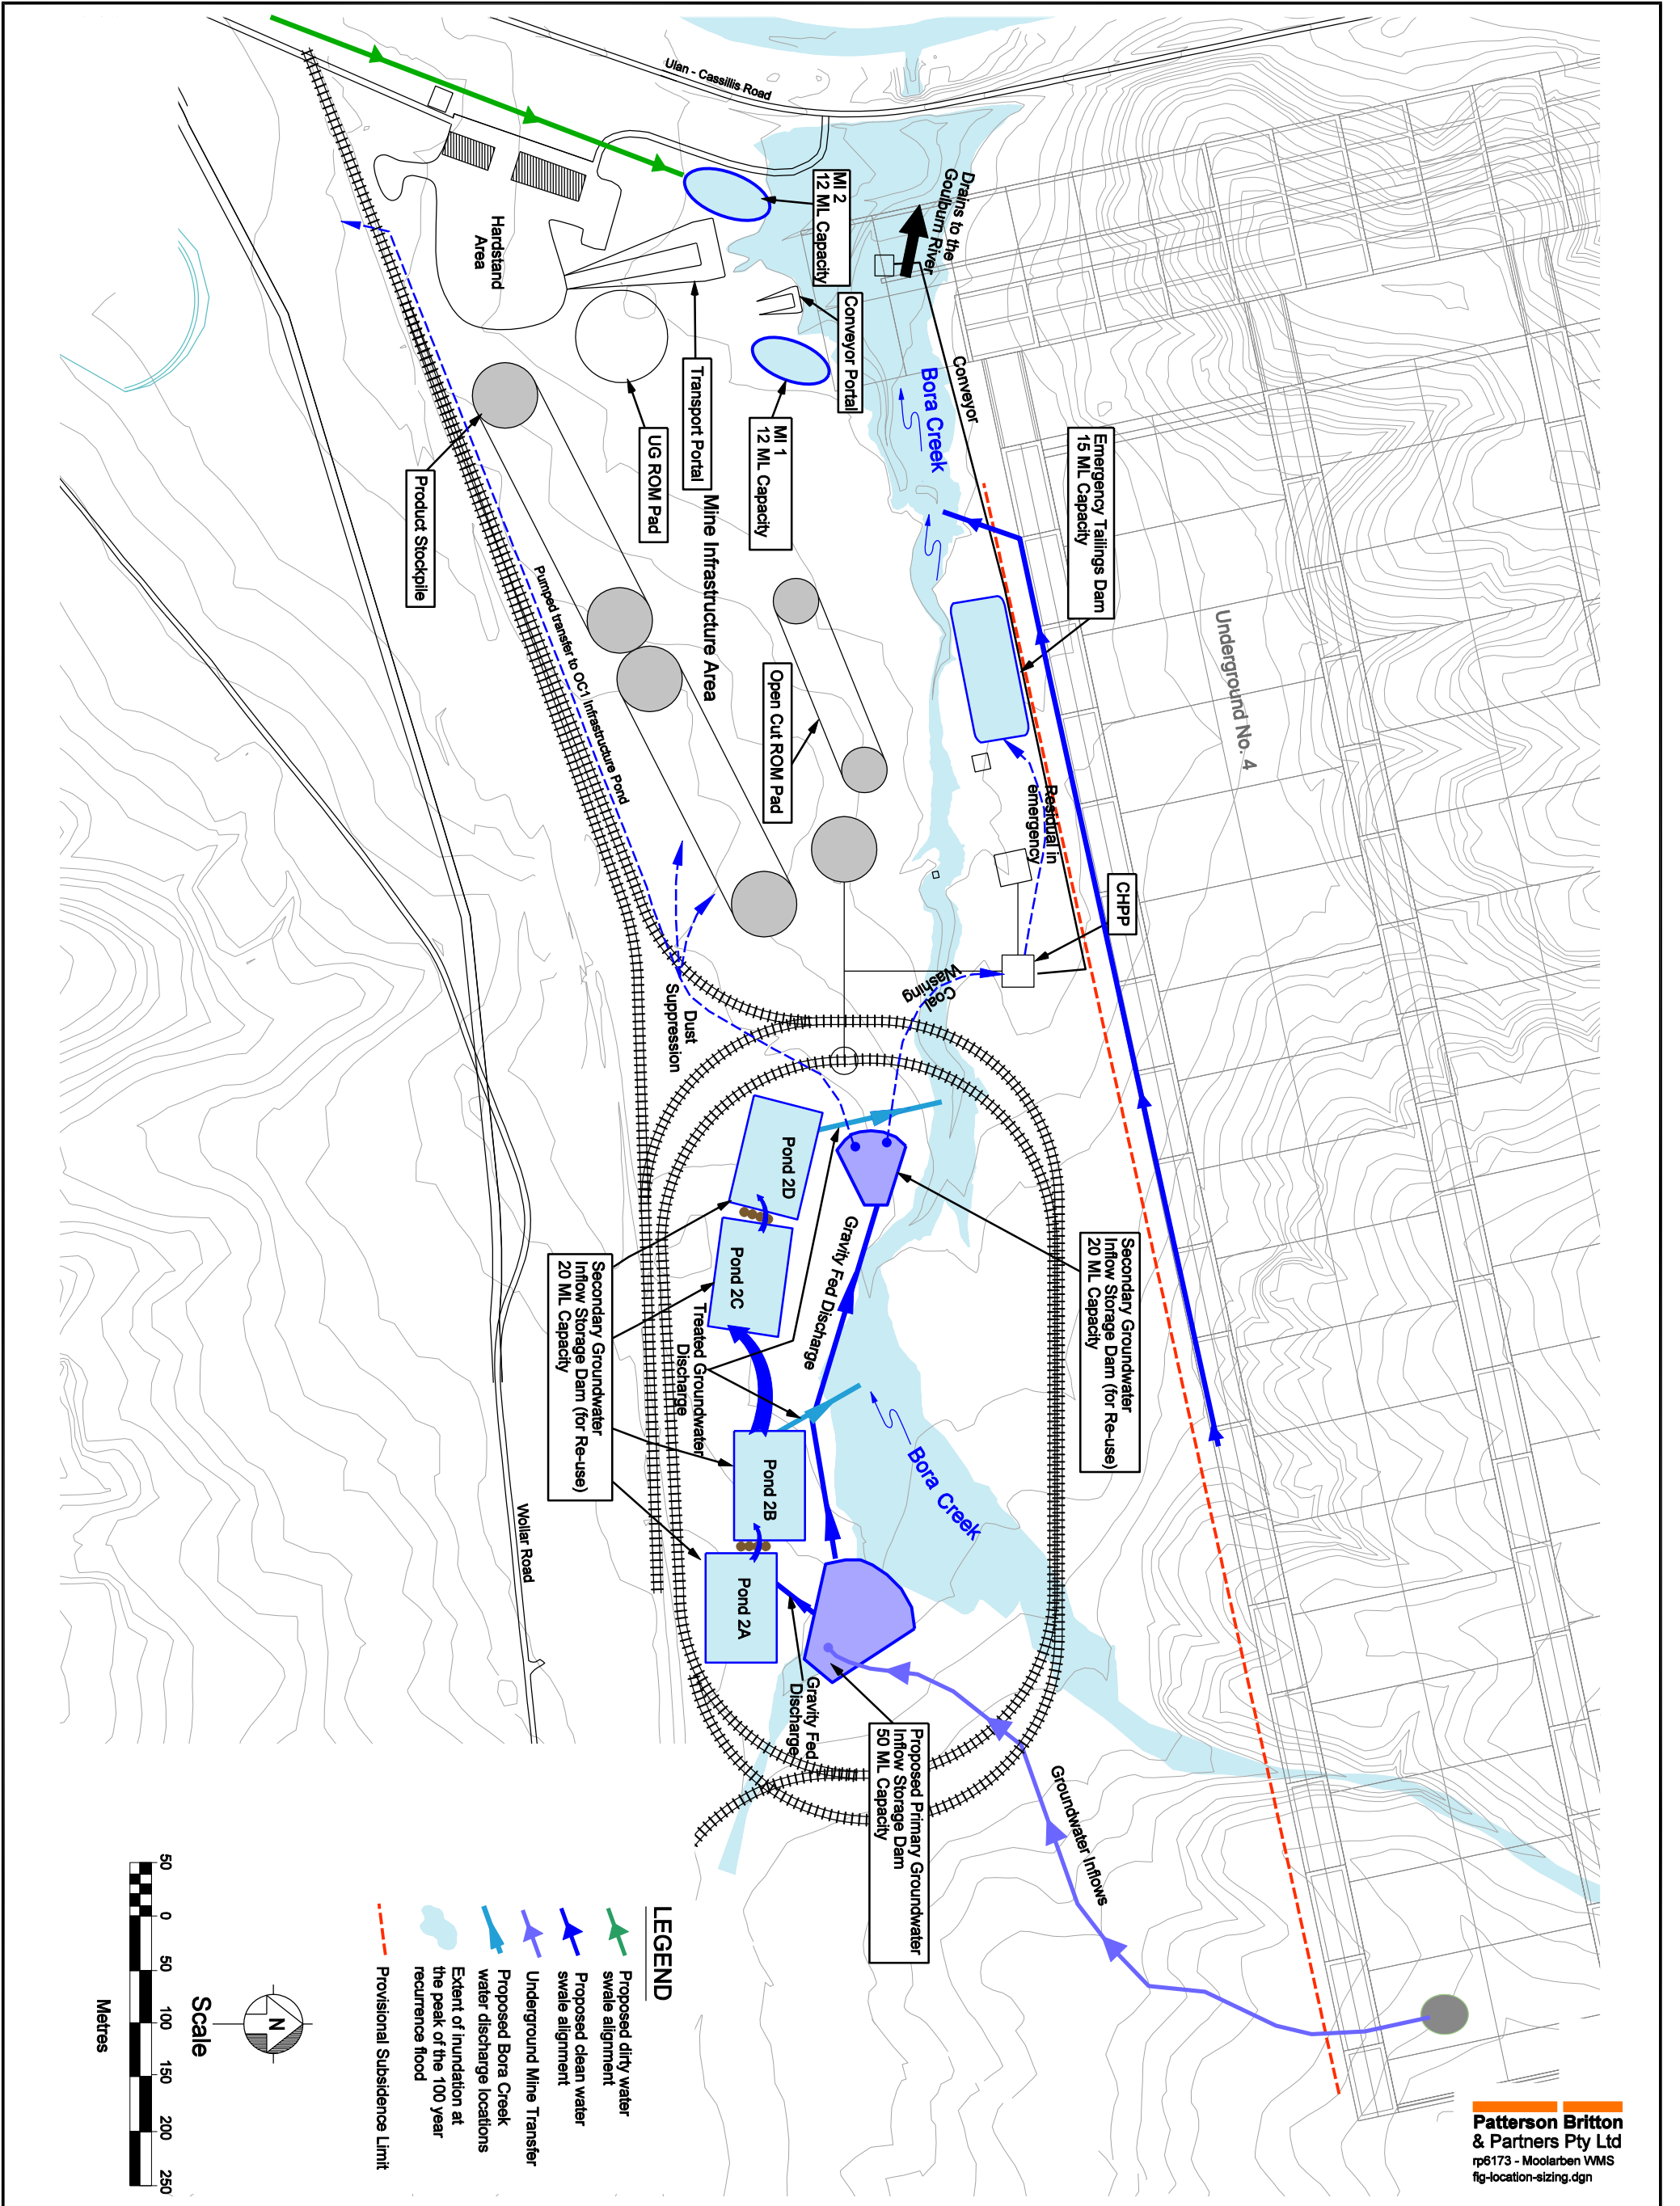 Ulan - Cassillis Road
Drains to the
Goulburn River
MI 2
12 ML Capacity
Conveyor Portal
Hardstand
Area
Transport Portal
MI 1
12 ML Capacity
UG ROM Pad
Product Stockpile
Mine Infrastructure Area
Bora Creek
Conveyor
Emergency Tailings Dam
15 ML Capacity
Underground No. 4
Pumped transfer to OC1 Infrastructure Pond
Open Cut ROM Pad
Residual in
emergency
CHPP
Coal
Washing
Dust
Suppression
Pond 2D
Pond 2C
Pond 2B
Pond 2A
Gravity Fed Discharge
Treated Groundwater
Discharge
Secondary Groundwater
Inflow Storage Dam (for Re-use)
20 ML Capacity
Secondary Groundwater
Inflow Storage Dam (for Re-use)
20 ML Capacity
Bora Creek
Wollar Road
Gravity Fed
Discharge
Proposed Primary Groundwater
Inflow Storage Dam
50 ML Capacity
Groundwater Inflows
LEGEND
Proposed dirty water
swale alignment
Proposed clean water
swale alignment
Underground Mine Transfer
Proposed Bora Creek
water discharge locations
Extent of inundation at
the peak of the 100 year
recurrence flood
Provisional Subsidence Limit
N
Scale
50 0 50 100 150 200 250
Metres
Patterson Britton
& Partners Pty Ltd
rp6173 - Moolarben WMS
fig-location-sizing.dgn